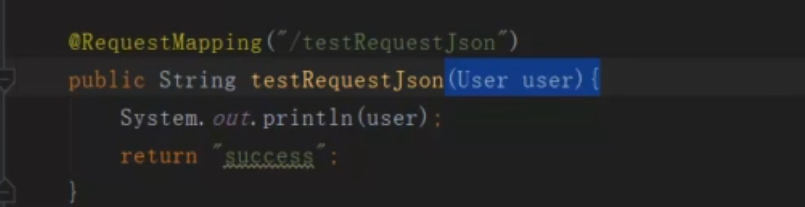 @RequestMapping("/testRequestJson")
public String testRequestJson(User user){
System.out.println(user);
return "success";
}